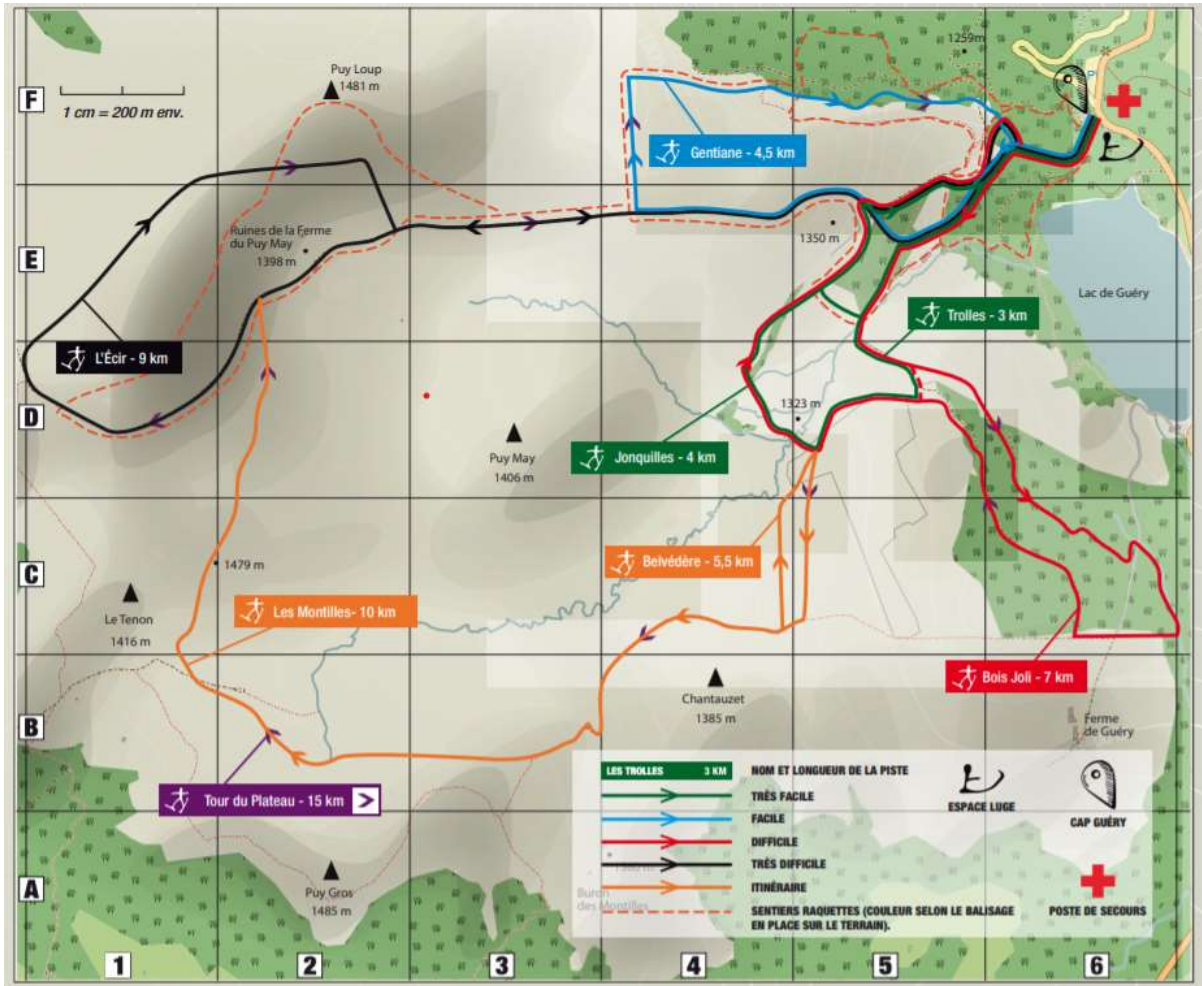 F
1 cm = 200 m env.
Puy Loup
1481 m
1259m
Gentiane - 4,5 km
E
Ruines de la Ferme
du Puy May
1398 m
1350 m
Lac de Guéry
Trolles - 3 km
L'Écir - 9 km
D
1323 m
Puy May
1406 m
Jonquilles - 4 km
C
1479 m
Belvédère - 5,5 km
Le Tenon
1416 m
Les Montilles- 10 km
Bois Joli - 7 km
B
Chantauzet
1385 m
Ferme
de Guéry
Tour du Plateau - 15 km
LES TROLLES 3 KM
NOM ET LONGUEUR DE LA PISTE
TRÈS FACILE
FACILE
DIFFICILE
TRÈS DIFFICILE
ITINÉRAIRE
SENTIERS RAQUETTES (COULEUR SELON LE BALISAGE
EN PLACE SUR LE TERRAIN).
ESPACE LUGE
CAP GUÉRY
POSTE DE SECOURS
A
Puy Gros
1485 m
Buron
des Montilles
1 2 3 4 5 6